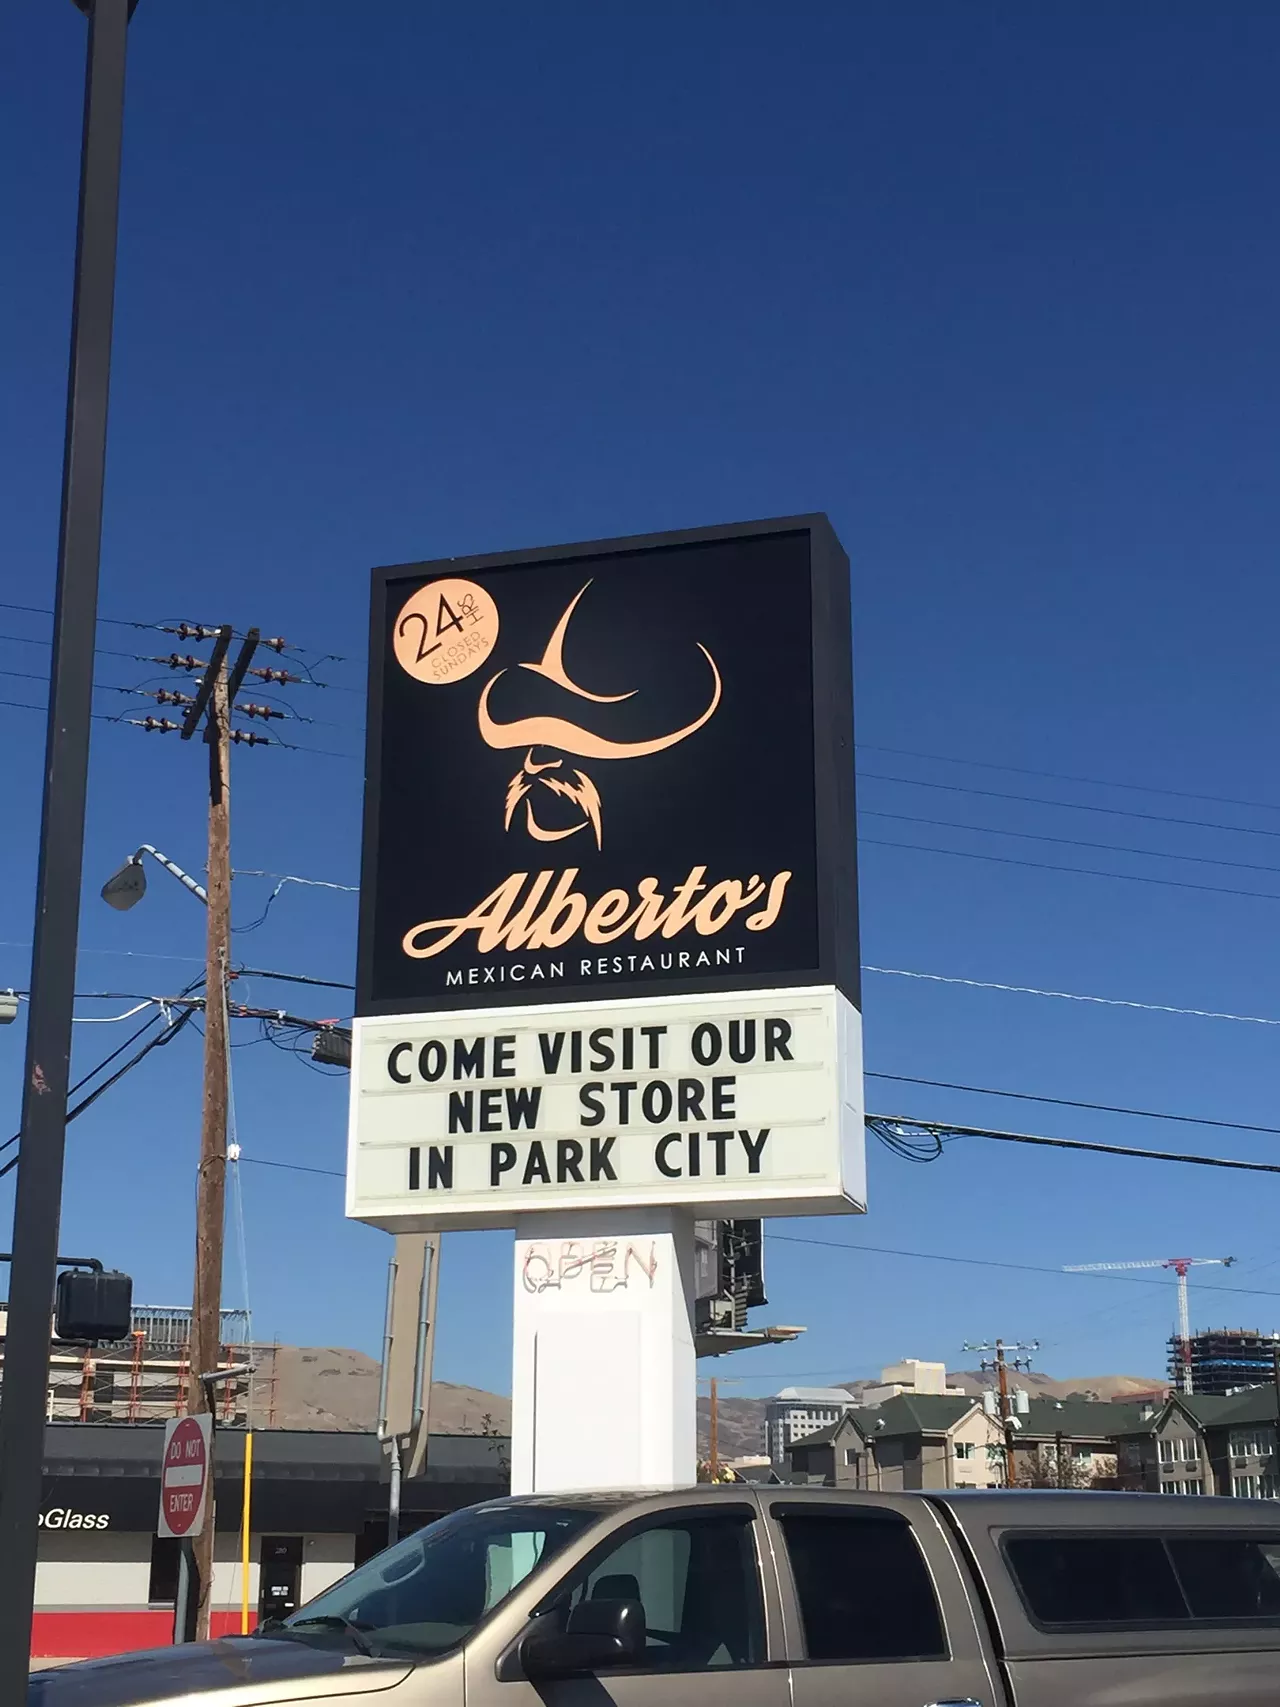 24 HRS
CLOSED
SUNDAYS
Alberto's
MEXICAN RESTAURANT
COME VISIT OUR
NEW STORE
IN PARK CITY
OPEN
DO NOT
ENTER
oGlass